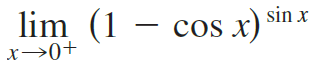 lim (1 − cos x)^{sin x}
x→0⁺